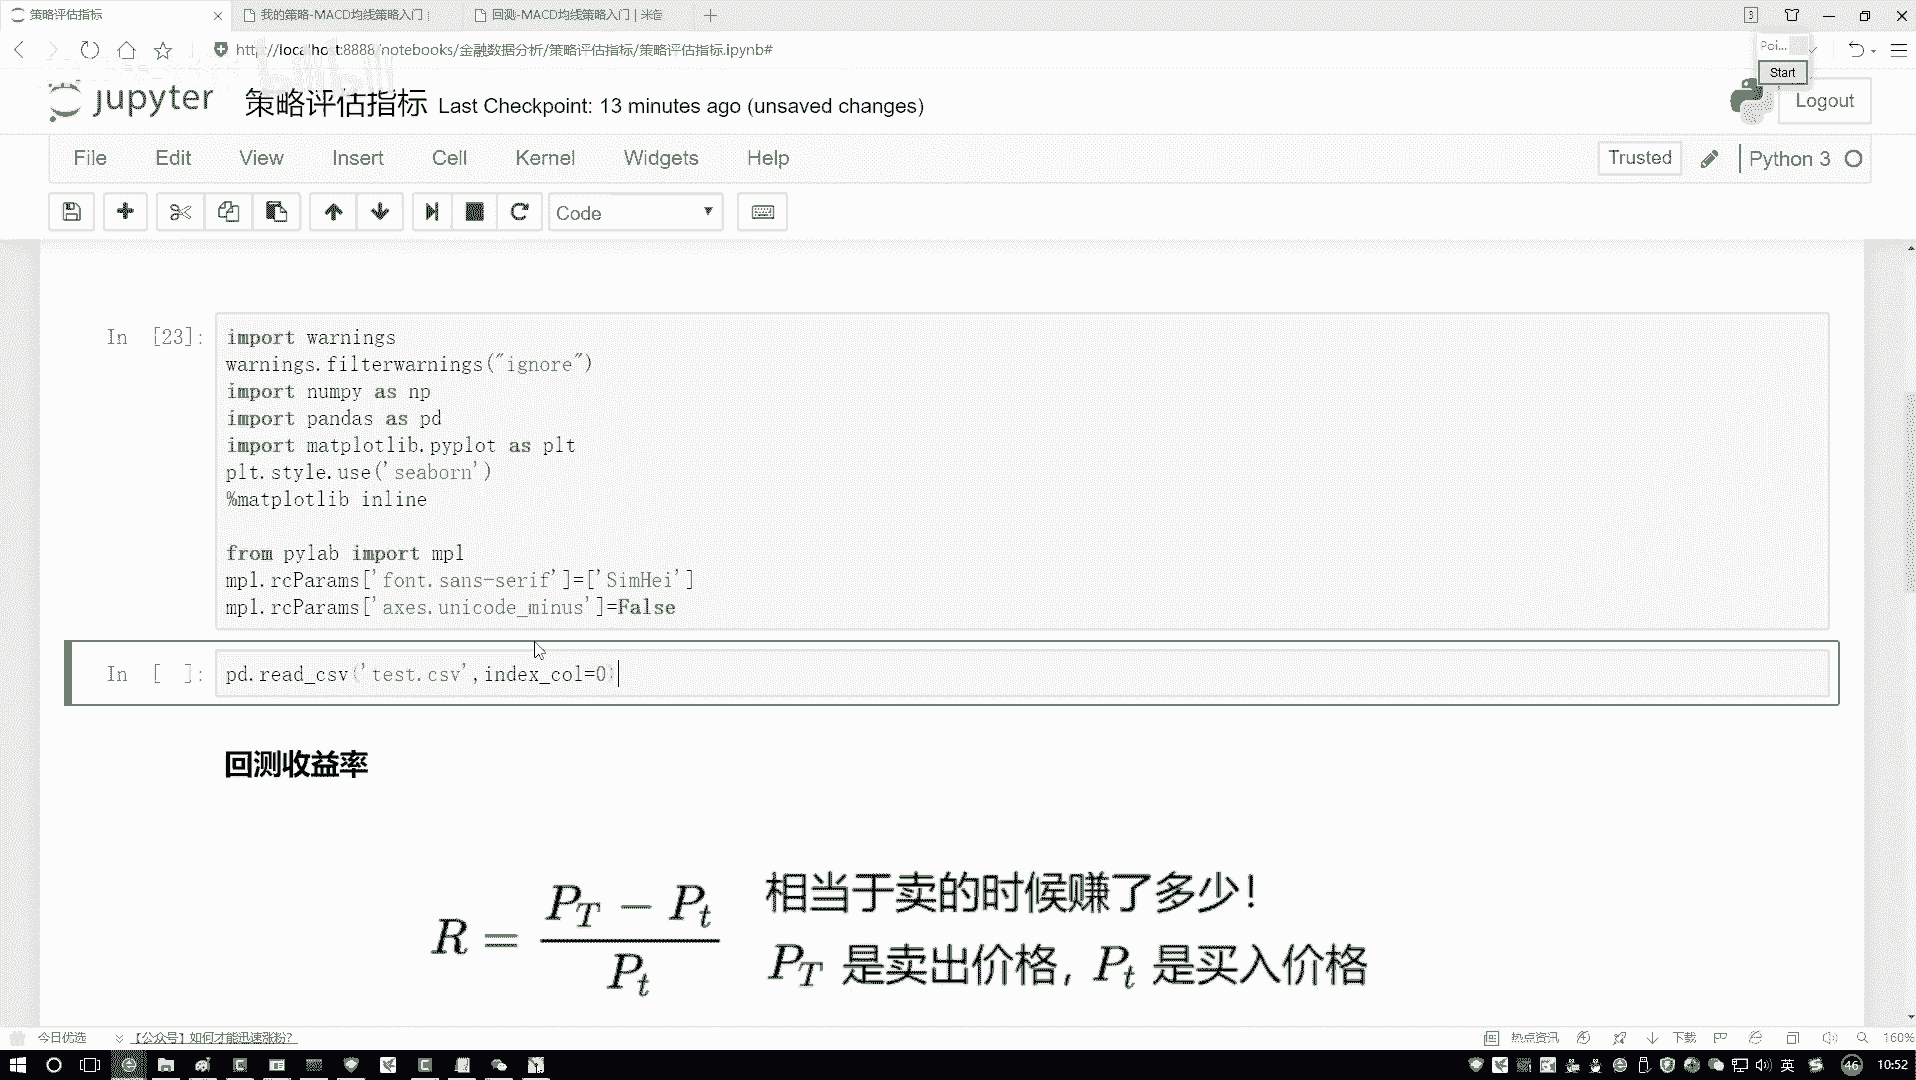 策略评估指标
我的策略-MACD均线策略入门
回测-MACD均线策略入门 | 米筐
3
http://localhost:8888/notebooks/金融数据分析/策略评估指标/策略评估指标.ipynb#
Poi...
Start
jupyter
策略评估指标 Last Checkpoint: 13 minutes ago (unsaved changes)
Logout
File Edit View Insert Cell Kernel Widgets Help
Trusted
Python 3
Code
In [23]:
import warnings
warnings.filterwarnings("ignore")
import numpy as np
import pandas as pd
import matplotlib.pyplot as plt
plt.style.use('seaborn')
%matplotlib inline
from pylab import mpl
mpl.rcParams['font.sans-serif']=['SimHei']
mpl.rcParams['axes.unicode_minus']=False
In [ ]:
pd.read_csv('test.csv',index_col=0)
回测收益率
R = (P_T − P_t) / P_t
相当于卖的时候赚了多少！
P_T 是卖出价格, P_t 是买入价格
今日优选
【公众号】如何才能迅速涨粉?
热点资讯
下载
160%
英
46
10:52